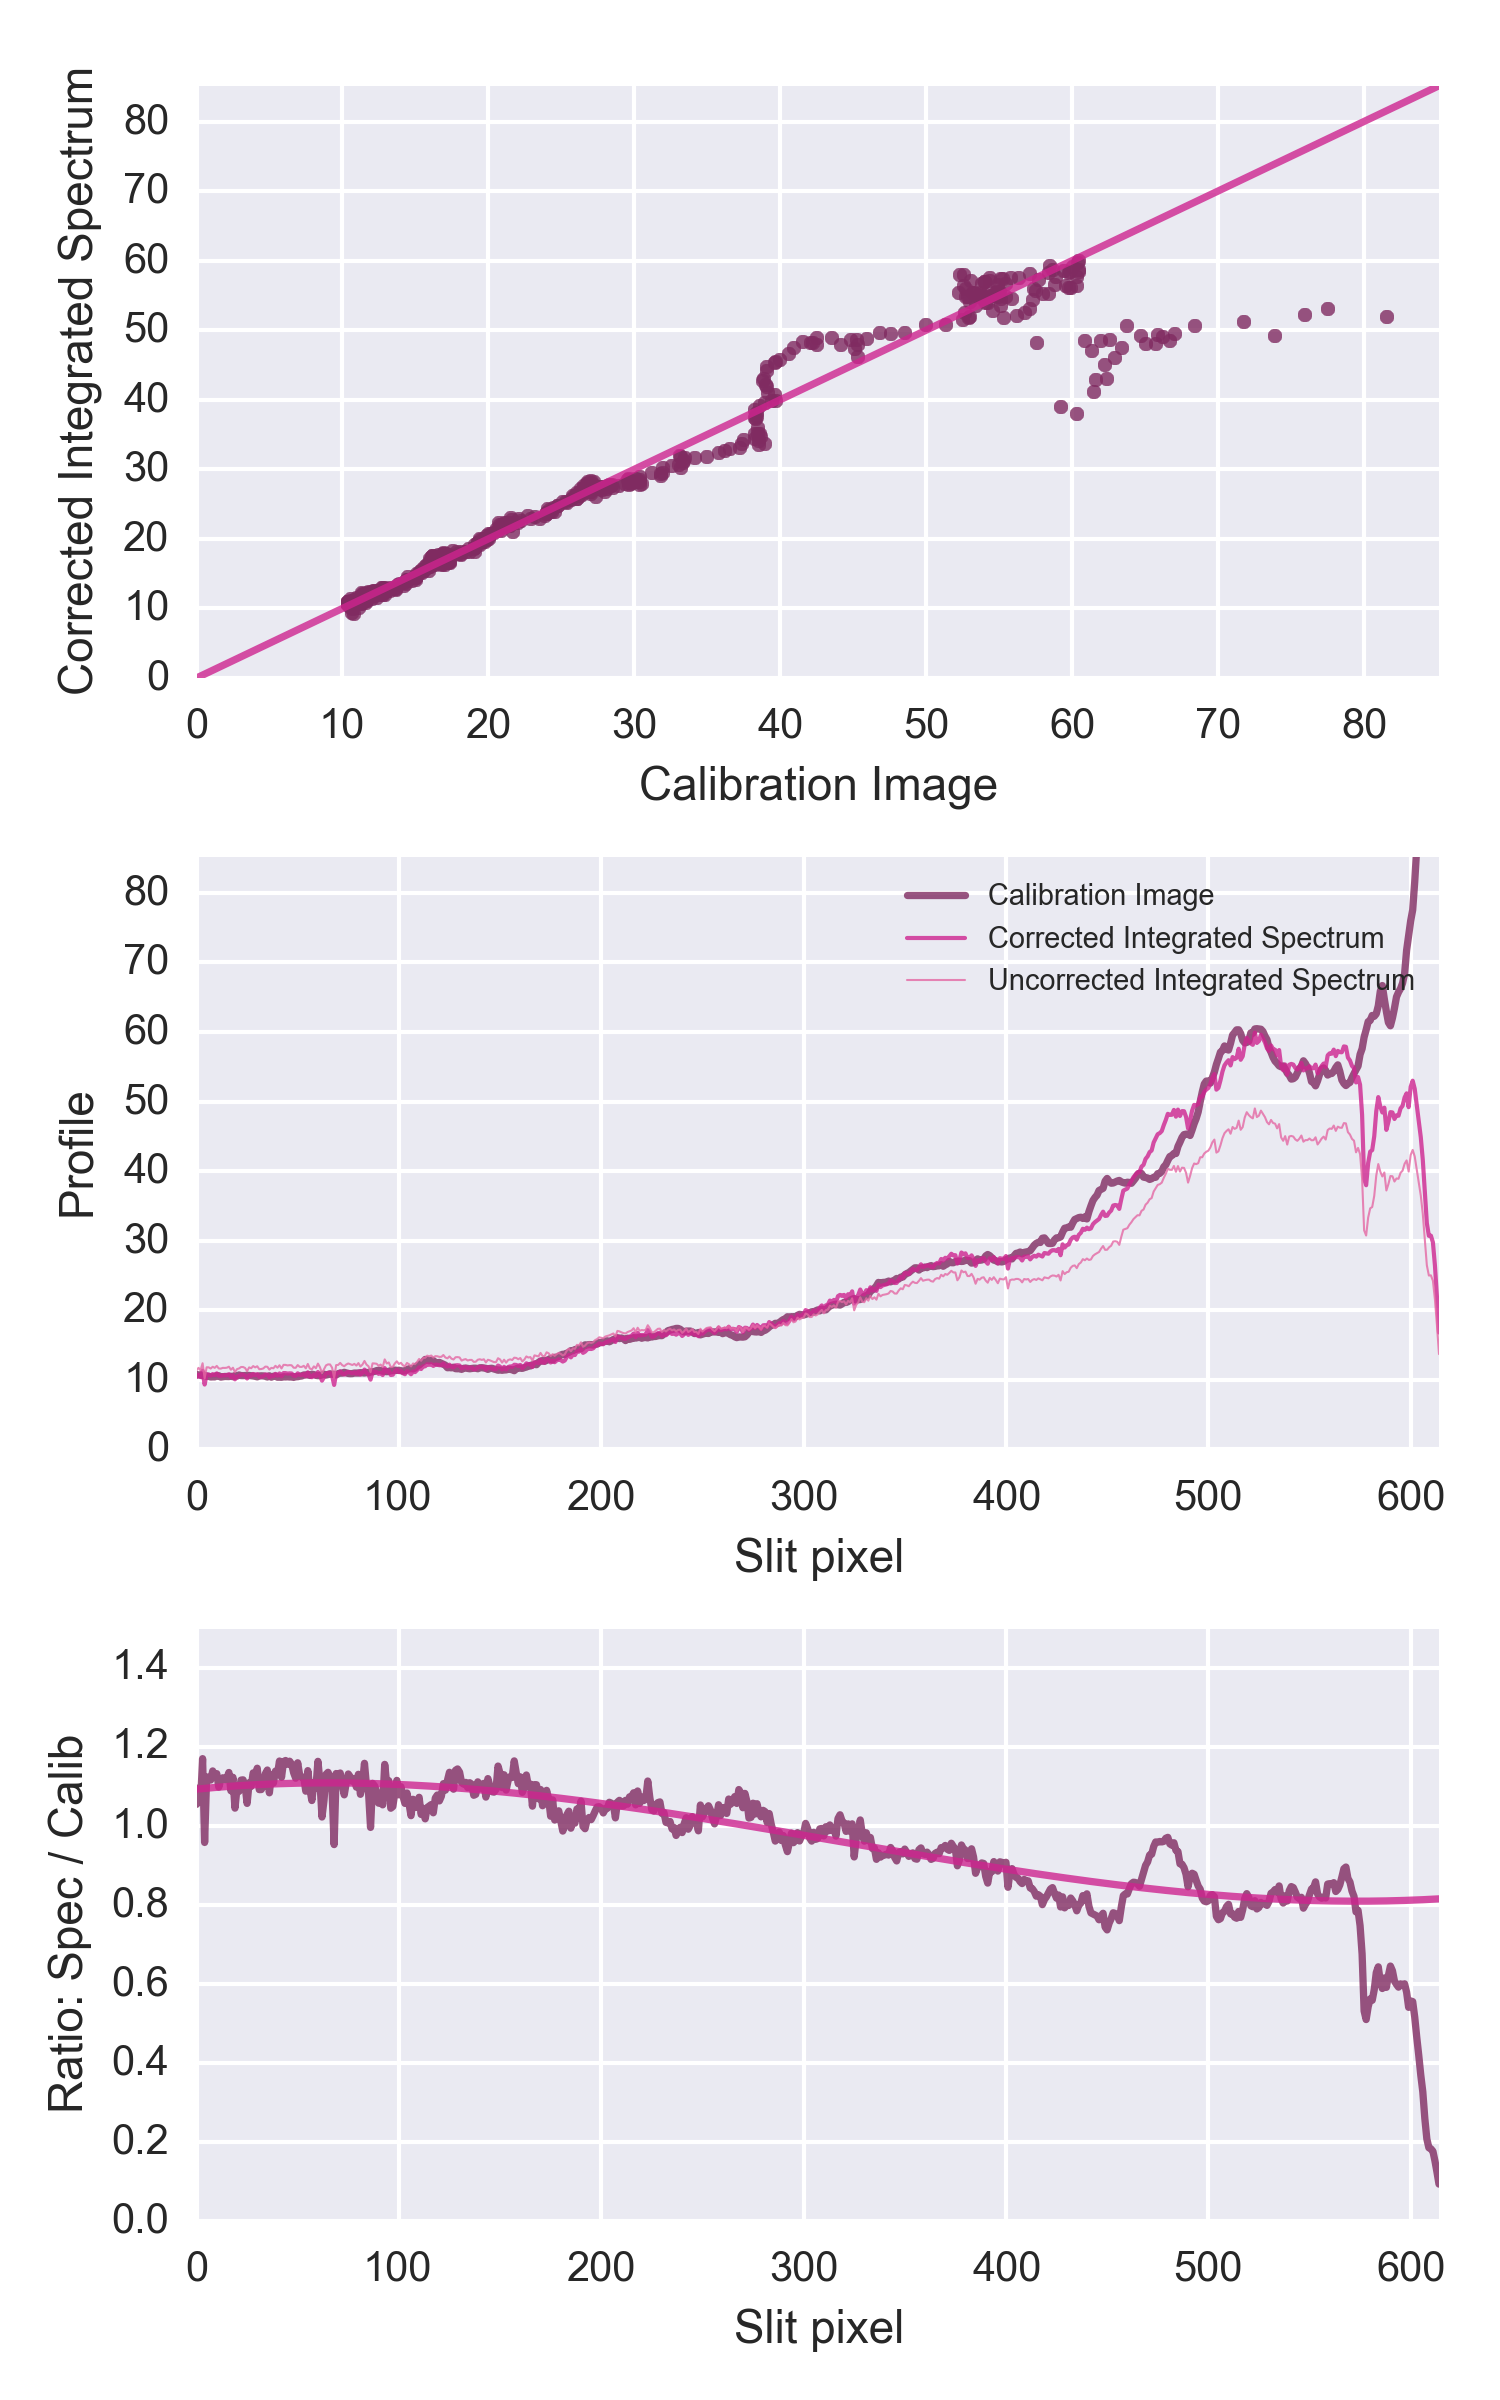 Corrected Integrated Spectrum
80
70
60
50
40
30
20
10
0
0 10 20 30 40 50 60 70 80
Calibration Image
Profile
80
70
60
50
40
30
20
10
0
Calibration Image
Corrected Integrated Spectrum
Uncorrected Integrated Spectrum
0 100 200 300 400 500 600
Slit pixel
Ratio: Spec / Calib
1.4
1.2
1.0
0.8
0.6
0.4
0.2
0.0
0 100 200 300 400 500 600
Slit pixel